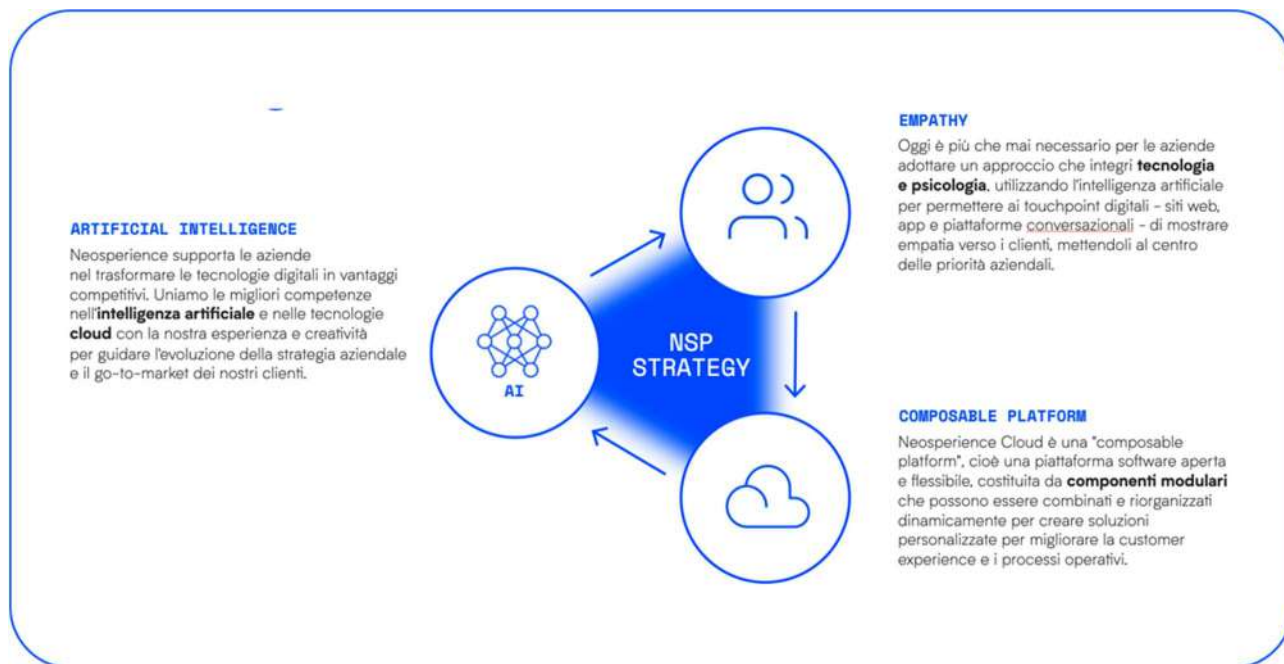 ARTIFICIAL INTELLIGENCE
Neosperience supporta le aziende
nel trasformare le tecnologie digitali in vantaggi
competitivi. Uniamo le migliori competenze
nell'intelligenza artificiale e nelle tecnologie
cloud con la nostra esperienza e creatività
per guidare l'evoluzione della strategia aziendale
e il go-to-market dei nostri clienti.
AI
NSP
STRATEGY
EMPATHY
Oggi è più che mai necessario per le aziende
adottare un approccio che integri tecnologia
e psicologia, utilizzando l'intelligenza artificiale
per permettere ai touchpoint digitali - siti web,
app e piattaforme conversazionali - di mostrare
empatia verso i clienti, mettendoli al centro
delle priorità aziendali.
COMPOSABLE PLATFORM
Neosperience Cloud è una "composable
platform", cioè una piattaforma software aperta
e flessibile, costituita da componenti modulari
che possono essere combinati e riorganizzati
dinamicamente per creare soluzioni
personalizzate per migliorare la customer
experience e i processi operativi.